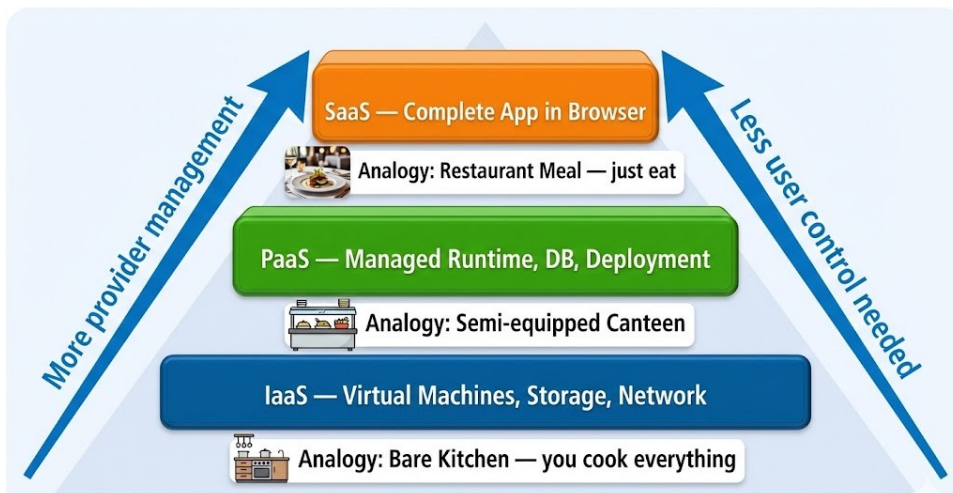 SaaS — Complete App in Browser
Analogy: Restaurant Meal — just eat
More provider management
Less user control needed
PaaS — Managed Runtime, DB, Deployment
Analogy: Semi-equipped Canteen
IaaS — Virtual Machines, Storage, Network
Analogy: Bare Kitchen — you cook everything